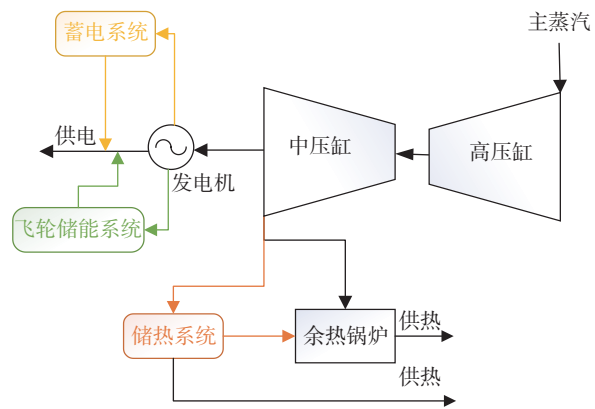 主蒸汽
蓄电系统
供电
中压缸
高压缸
发电机
飞轮储能系统
储热系统
余热锅炉
供热
供热